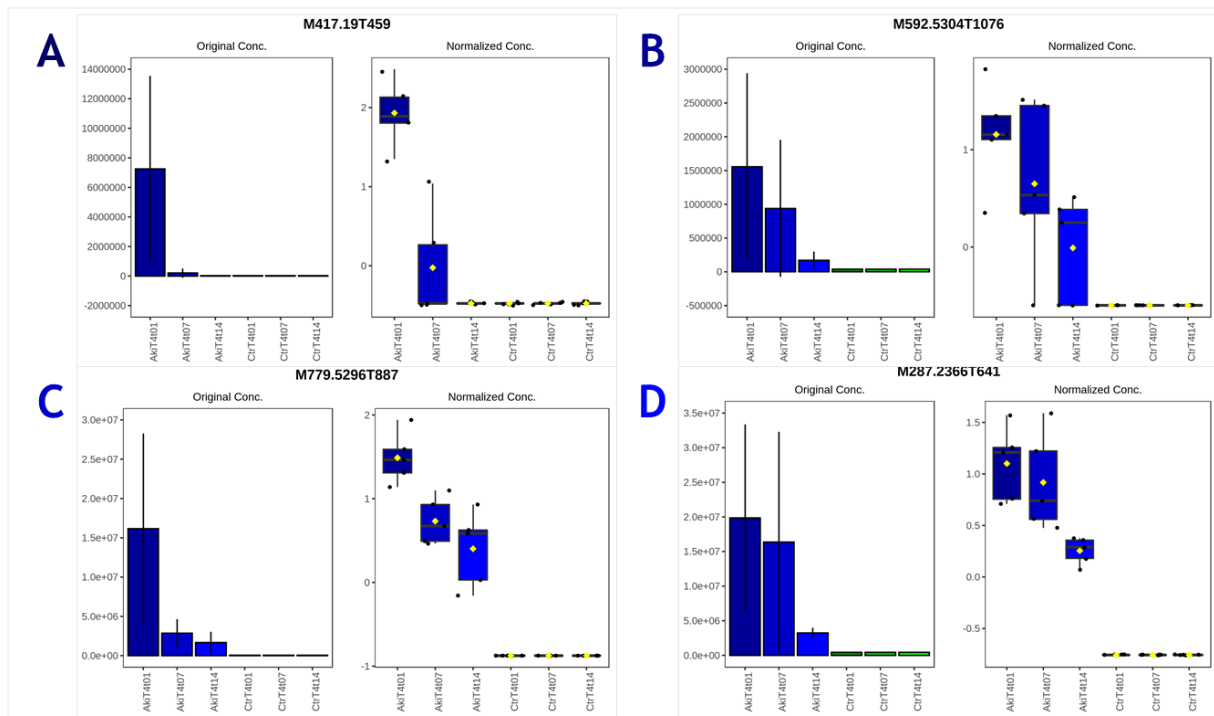 A
M417.19T459
Original Conc.
Normalized Conc.
14000000
12000000
10000000
8000000
6000000
4000000
2000000
0
-2000000
2
1
0
AkiT4t01
AkiT4t07
AkiT4t14
CtrT4t01
CtrT4t07
CtrT4t14
AkiT4t01
AkiT4t07
AkiT4t14
CtrT4t01
CtrT4t07
CtrT4t14
B
M592.5304T1076
Original Conc.
Normalized Conc.
3000000
2500000
2000000
1500000
1000000
500000
0
-500000
1
0
AkiT4t01
AkiT4t07
AkiT4t14
CtrT4t01
CtrT4t07
CtrT4t14
AkiT4t01
AkiT4t07
AkiT4t14
CtrT4t01
CtrT4t07
CtrT4t14
C
M779.5296T887
Original Conc.
Normalized Conc.
3.0e+07
2.5e+07
2.0e+07
1.5e+07
1.0e+07
5.0e+06
0.0e+00
2
1
0
-1
AkiT4t01
AkiT4t07
AkiT4t14
CtrT4t01
CtrT4t07
CtrT4t14
AkiT4t01
AkiT4t07
AkiT4t14
CtrT4t01
CtrT4t07
CtrT4t14
D
M287.2366T641
Original Conc.
Normalized Conc.
3.5e+07
3.0e+07
2.5e+07
2.0e+07
1.5e+07
1.0e+07
5.0e+06
0.0e+00
1.5
1.0
0.5
0.0
-0.5
AkiT4t01
AkiT4t07
AkiT4t14
CtrT4t01
CtrT4t07
CtrT4t14
AkiT4t01
AkiT4t07
AkiT4t14
CtrT4t01
CtrT4t07
CtrT4t14